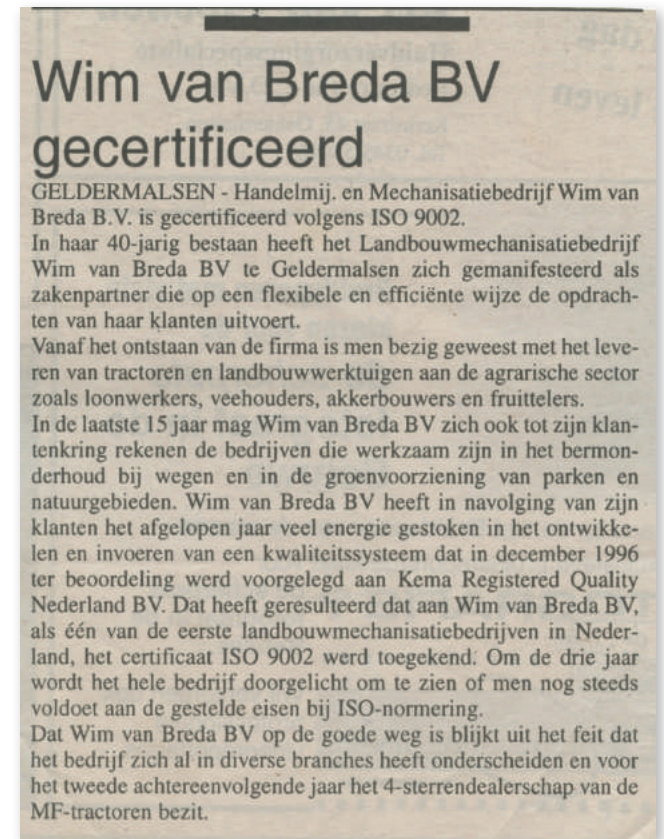 Wim van Breda BV
gecertificeerd
GELDERMALSEN - Handelmij. en Mechanisatiebedrijf Wim van
Breda B.V. is gecertificeerd volgens ISO 9002.
In haar 40-jarig bestaan heeft het Landbouwmechanisatiebedrijf
Wim van Breda BV te Geldermalsen zich gemanifesteerd als
zakenpartner die op een flexibele en efficiënte wijze de opdrach-
ten van haar klanten uitvoert.
Vanaf het ontstaan van de firma is men bezig geweest met het leve-
ren van tractoren en landbouwwerktuigen aan de agrarische sector
zoals loonwerkers, veehouders, akkerbouwers en fruittelers.
In de laatste 15 jaar mag Wim van Breda BV zich ook tot zijn klan-
tenkring rekenen de bedrijven die werkzaam zijn in het bermon-
derhoud bij wegen en in de groenvoorziening van parken en
natuurgebieden. Wim van Breda BV heeft in navolging van zijn
klanten het afgelopen jaar veel energie gestoken in het ontwikke-
len en invoeren van een kwaliteitssysteem dat in december 1996
ter beoordeling werd voorgelegd aan Kema Registered Quality
Nederland BV. Dat heeft geresulteerd dat aan Wim van Breda BV,
als één van de eerste landbouwmechanisatiebedrijven in Neder-
land, het certificaat ISO 9002 werd toegekend. Om de drie jaar
wordt het hele bedrijf doorgelicht om te zien of men nog steeds
voldoet aan de gestelde eisen bij ISO-normering.
Dat Wim van Breda BV op de goede weg is blijkt uit het feit dat
het bedrijf zich al in diverse branches heeft onderscheiden en voor
het tweede achtereenvolgende jaar het 4-sterrendealerschap van de
MF-tractoren bezit.